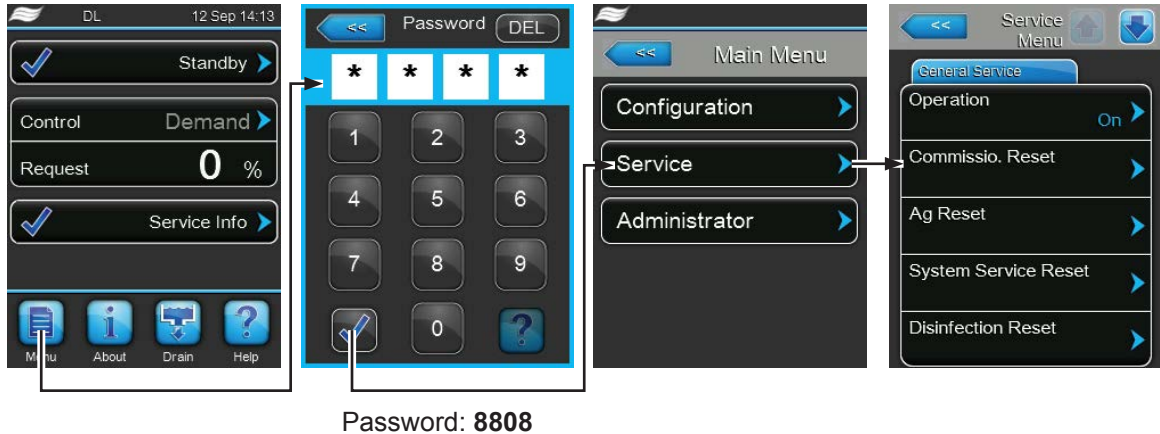 DL 12 Sep 14:13
Standby
Control Demand
Request 0 %
Service Info
Menu About Drain Help
<< Password DEL
* * * *
1 2 3
4 5 6
7 8 9
0 ?
Password: 8808
<< Main Menu
Configuration
Service
Administrator
<< Service
Menu
General Service
Operation
On
Commissio. Reset
Ag Reset
System Service Reset
Disinfection Reset